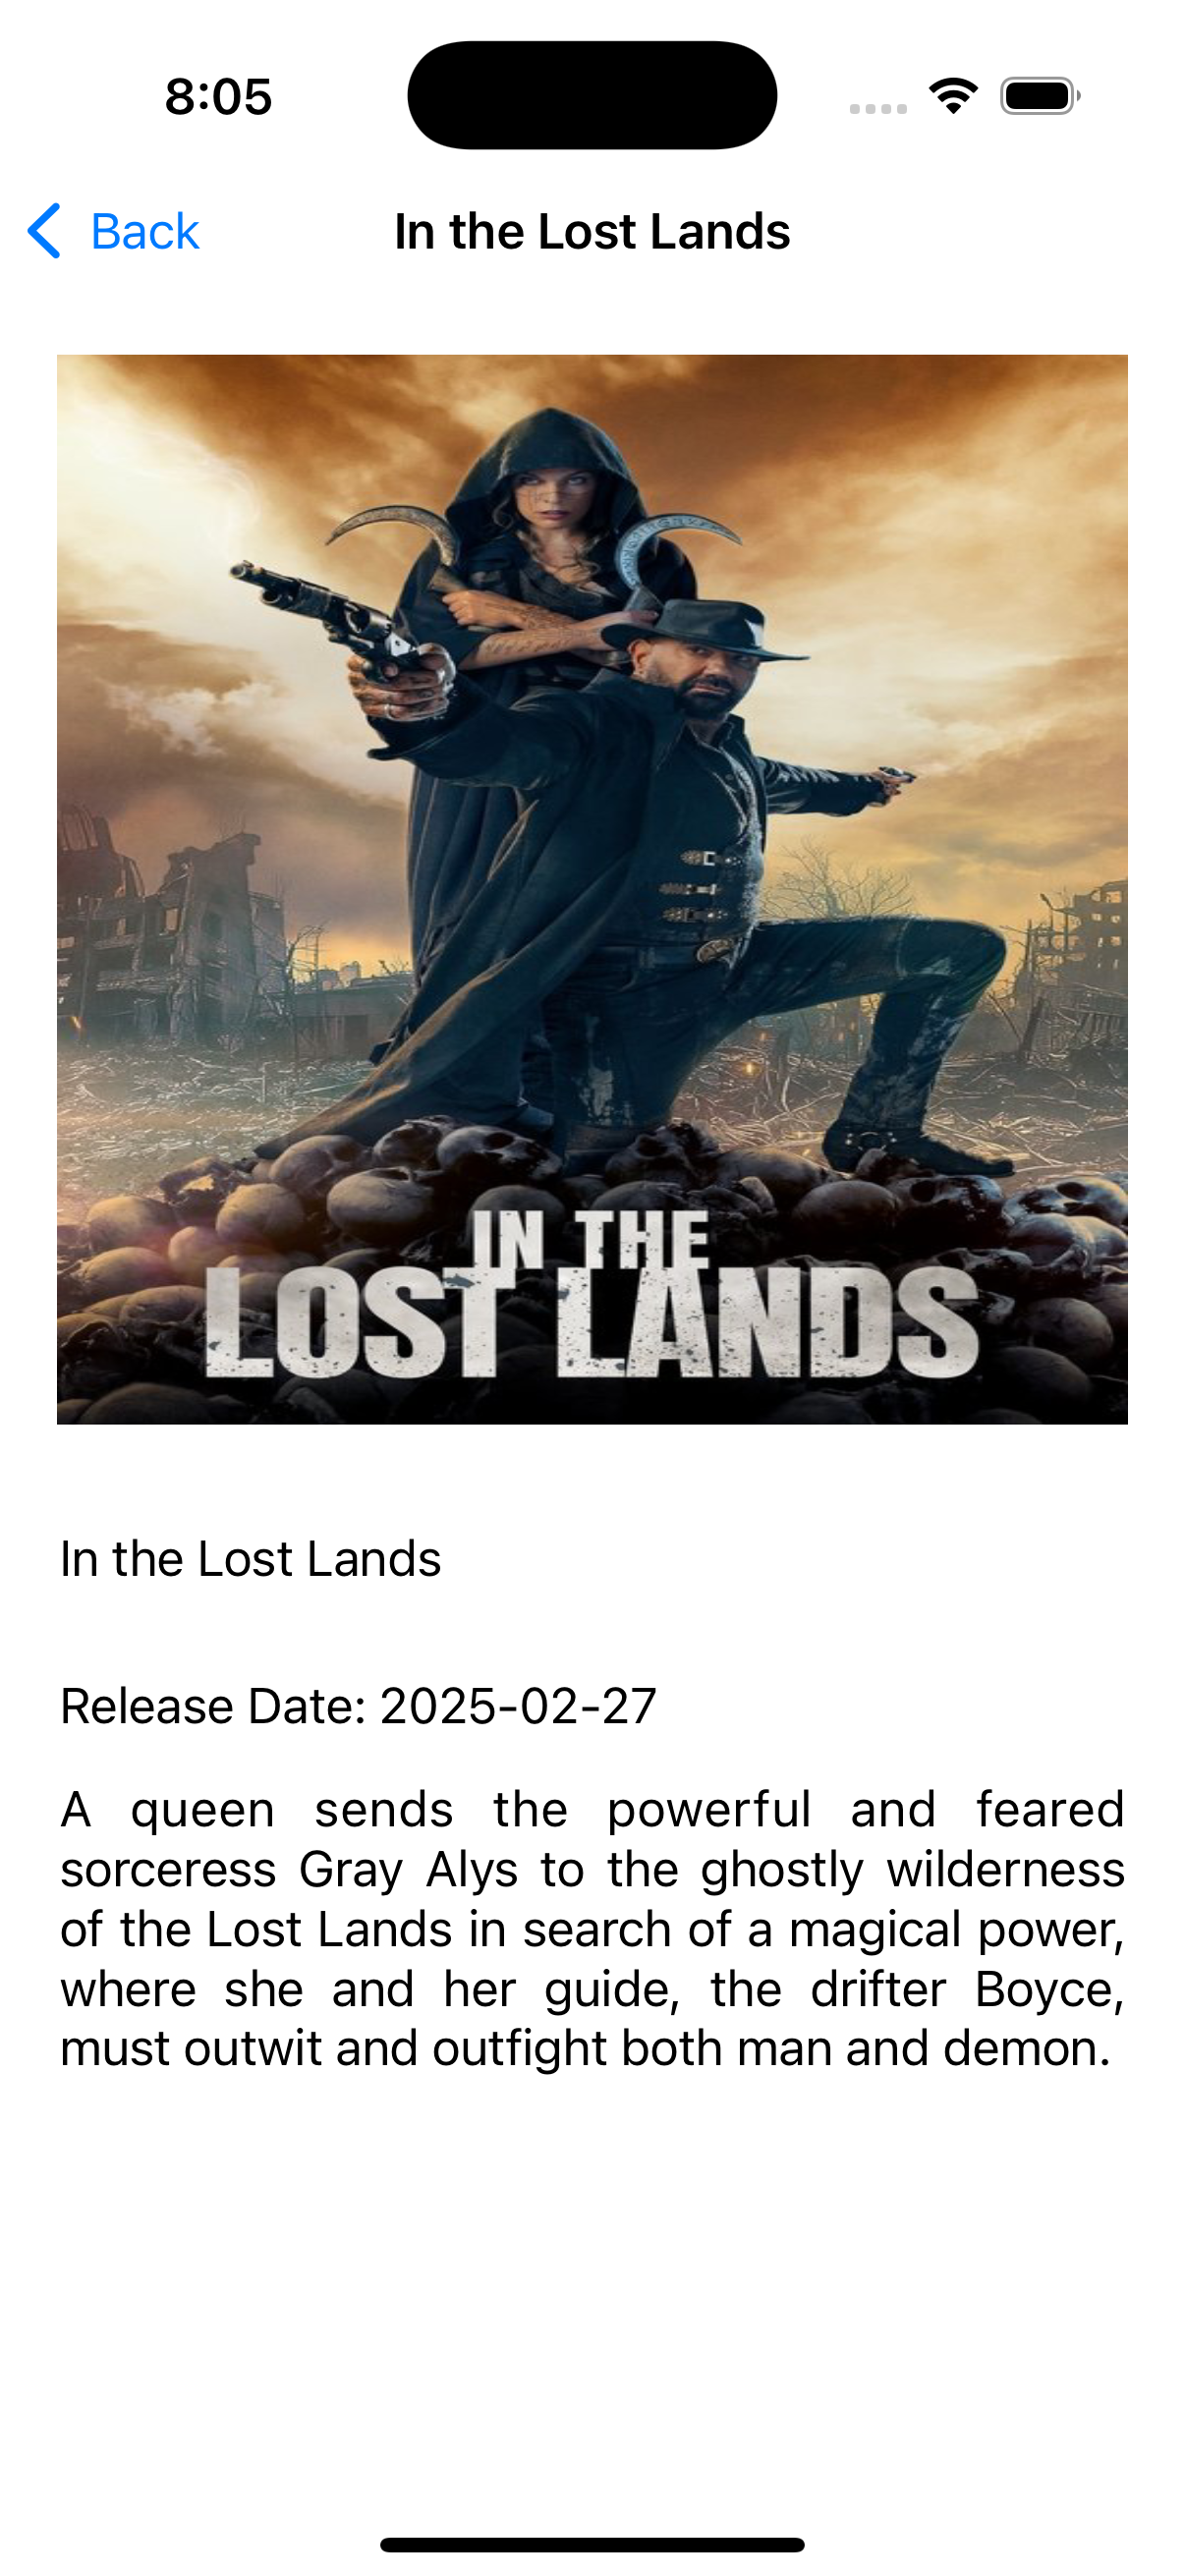 8:05
Back
In the Lost Lands
IN THE
LOST LANDS
In the Lost Lands
Release Date: 2025-02-27
A queen sends the powerful and feared
sorceress Gray Alys to the ghostly wilderness
of the Lost Lands in search of a magical power,
where she and her guide, the drifter Boyce,
must outwit and outfight both man and demon.